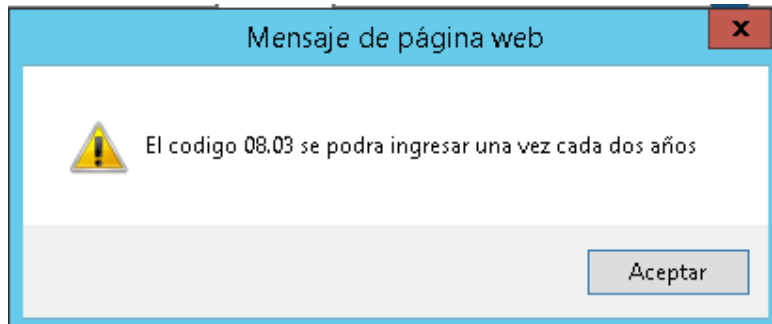 Mensaje de página web
x
El codigo 08.03 se podra ingresar una vez cada dos años
Aceptar